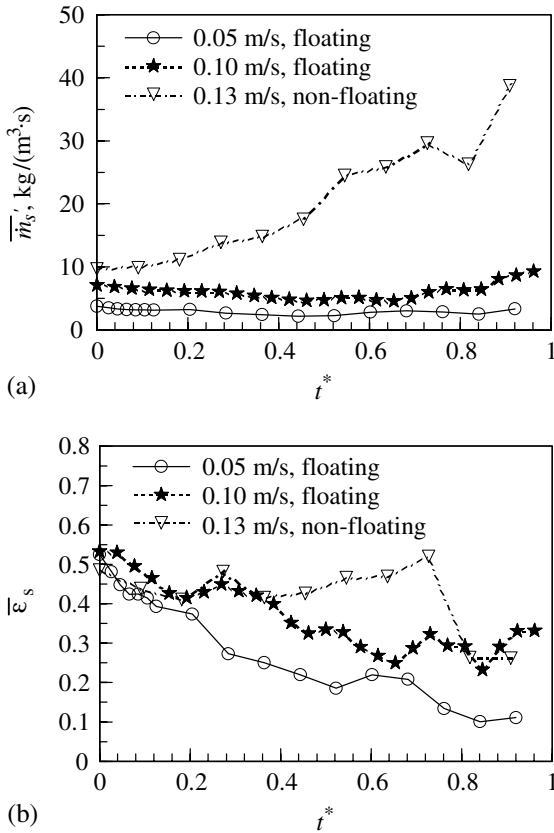 50
40
30
20
10
0
0 0.2 0.4 0.6 0.8 1
0.05 m/s, floating
0.10 m/s, floating
0.13 m/s, non-floating
ṁs′, kg/(m³·s)
t*
(a)
0.8
0.7
0.6
0.5
0.4
0.3
0.2
0.1
0
0 0.2 0.4 0.6 0.8 1
0.05 m/s, floating
0.10 m/s, floating
0.13 m/s, non-floating
ε̄s
t*
(b)